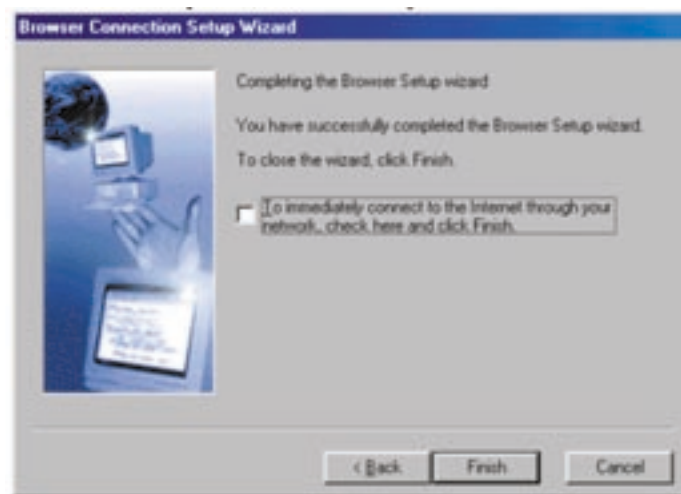 Browser Connection Setup Wizard
Completing the Browser Setup wizard
You have successfully completed the Browser Setup wizard.
To close the wizard, click Finish.
To immediately connect to the Internet through your
network, check here and click Finish.
< Back
Finish
Cancel